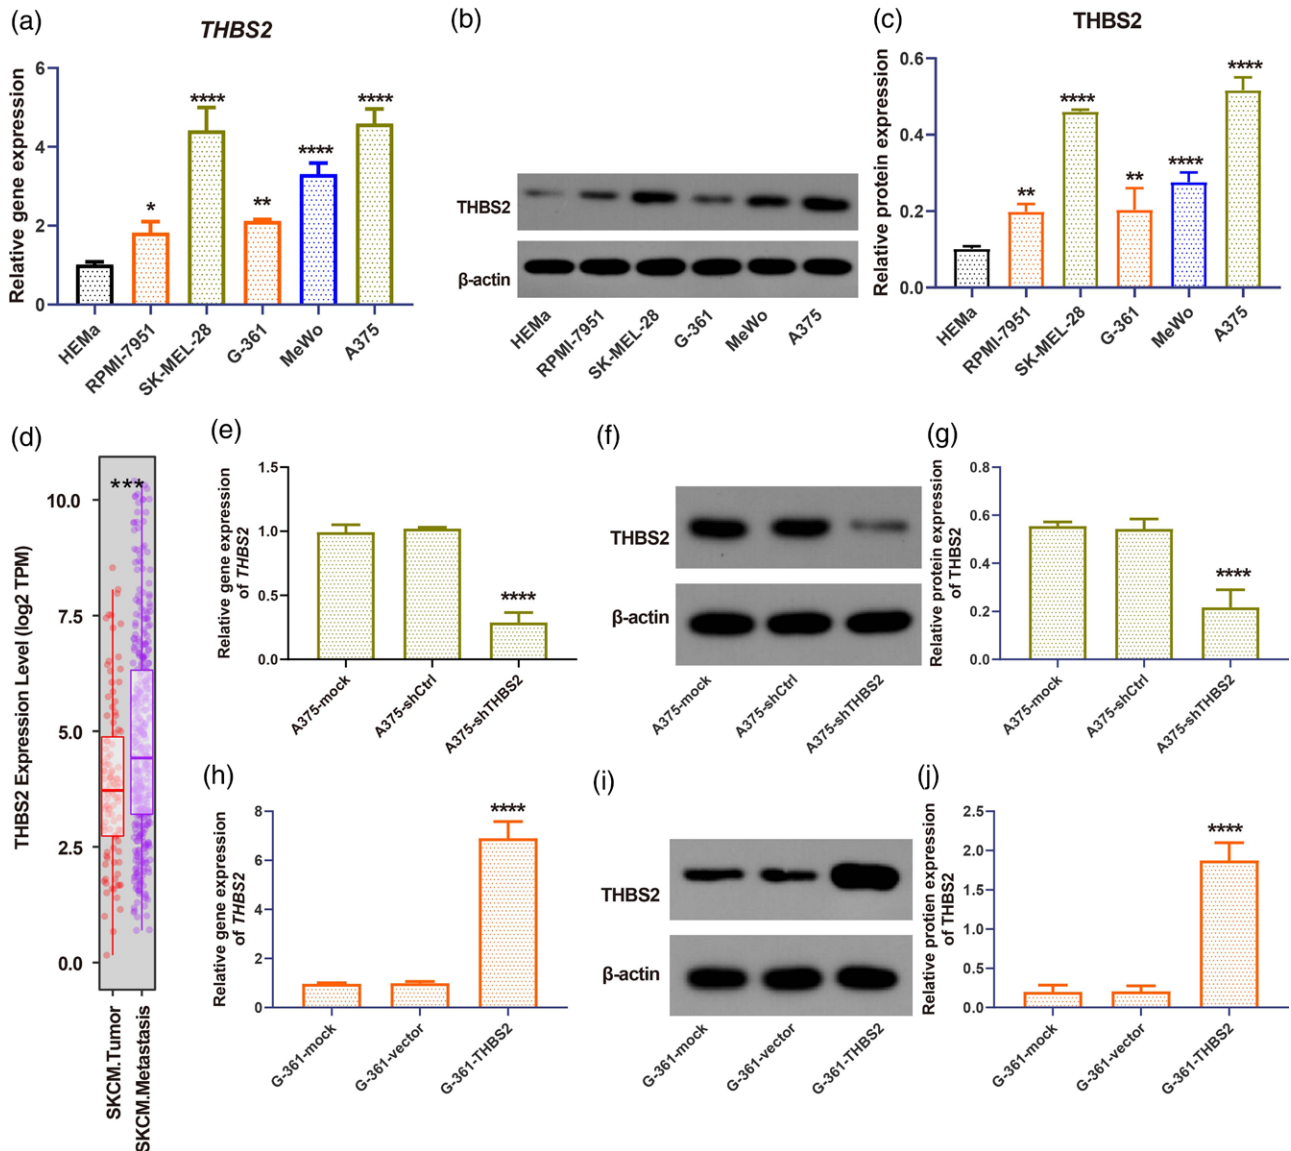 (a)
THBS2
Relative gene expression
6
4
2
0
*
****
**
****
****
HEMa
RPMI-7951
SK-MEL-28
G-361
MeWo
A375
(b)
THBS2
β-actin
HEMa
RPMI-7951
SK-MEL-28
G-361
MeWo
A375
(c)
THBS2
Relative protein expression
0.6
0.4
0.2
0.0
**
****
**
****
****
HEMa
RPMI-7951
SK-MEL-28
G-361
MeWo
A375
(d)
THBS2 Expression Level (log2 TPM)
10.0
7.5
5.0
2.5
0.0
***
SKCM.Tumor
SKCM.Metastasis
(e)
Relative gene expression
of THBS2
1.5
1.0
0.5
0.0
****
A375-mock
A375-shCtrl
A375-shTHBS2
(f)
THBS2
β-actin
A375-mock
A375-shCtrl
A375-shTHBS2
(g)
Relative protein expression
of THBS2
0.8
0.6
0.4
0.2
0.0
****
A375-mock
A375-shCtrl
A375-shTHBS2
(h)
Relative gene expression
of THBS2
8
6
4
2
0
****
G-361-mock
G-361-vector
G-361-THBS2
(i)
THBS2
β-actin
G-361-mock
G-361-vector
G-361-THBS2
(j)
Relative protien expression
of THBS2
2.5
2.0
1.5
1.0
0.5
0.0
****
G-361-mock
G-361-vector
G-361-THBS2